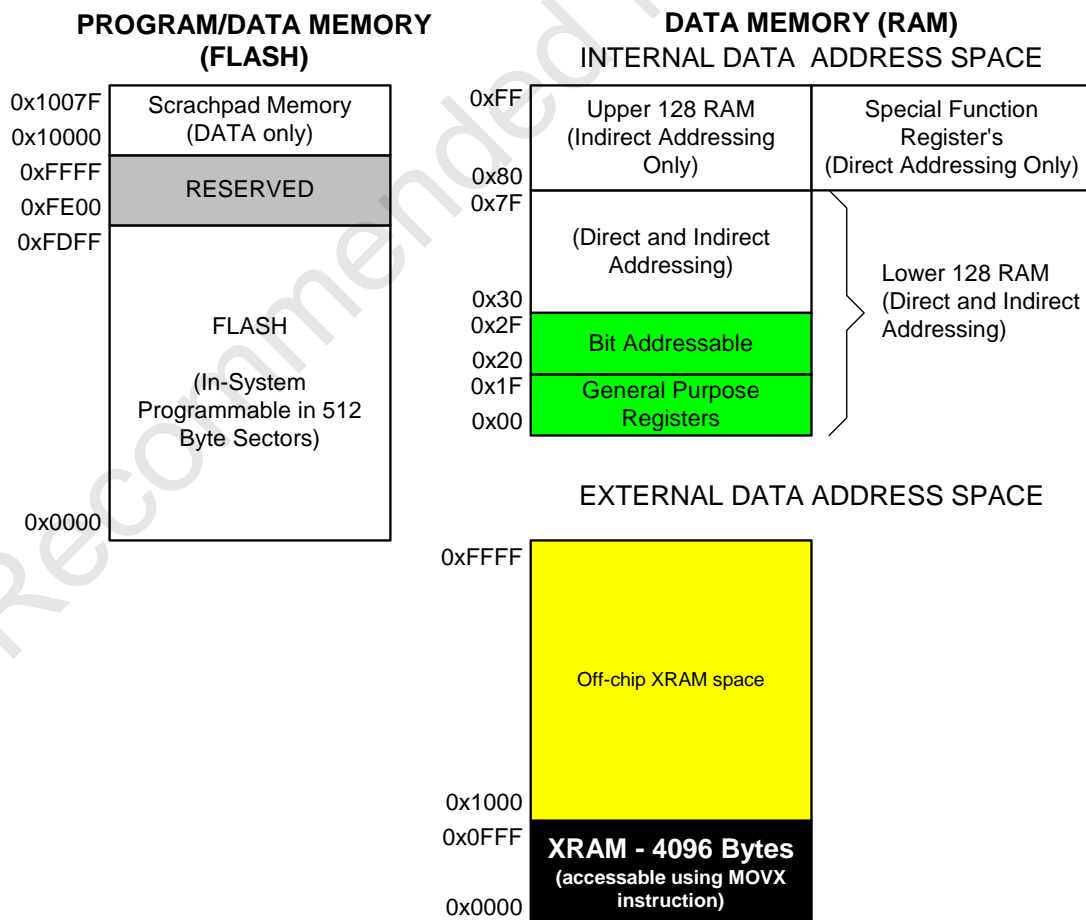 PROGRAM/DATA MEMORY
(FLASH)
0x1007F
Scrachpad Memory
(DATA only)
0x10000
0xFFFF
RESERVED
0xFE00
0xFDFF
FLASH
(In-System
Programmable in 512
Byte Sectors)
0x0000
DATA MEMORY (RAM)
INTERNAL DATA ADDRESS SPACE
0xFF
Upper 128 RAM
(Indirect Addressing
Only)
0x80
Special Function
Register's
(Direct Addressing Only)
0x7F
(Direct and Indirect
Addressing)
0x30
Lower 128 RAM
(Direct and Indirect
Addressing)
0x2F
Bit Addressable
0x20
0x1F
General Purpose
Registers
0x00
EXTERNAL DATA ADDRESS SPACE
0xFFFF
Off-chip XRAM space
0x1000
0x0FFF
XRAM - 4096 Bytes
(accessable using MOVX
instruction)
0x0000
Recommended